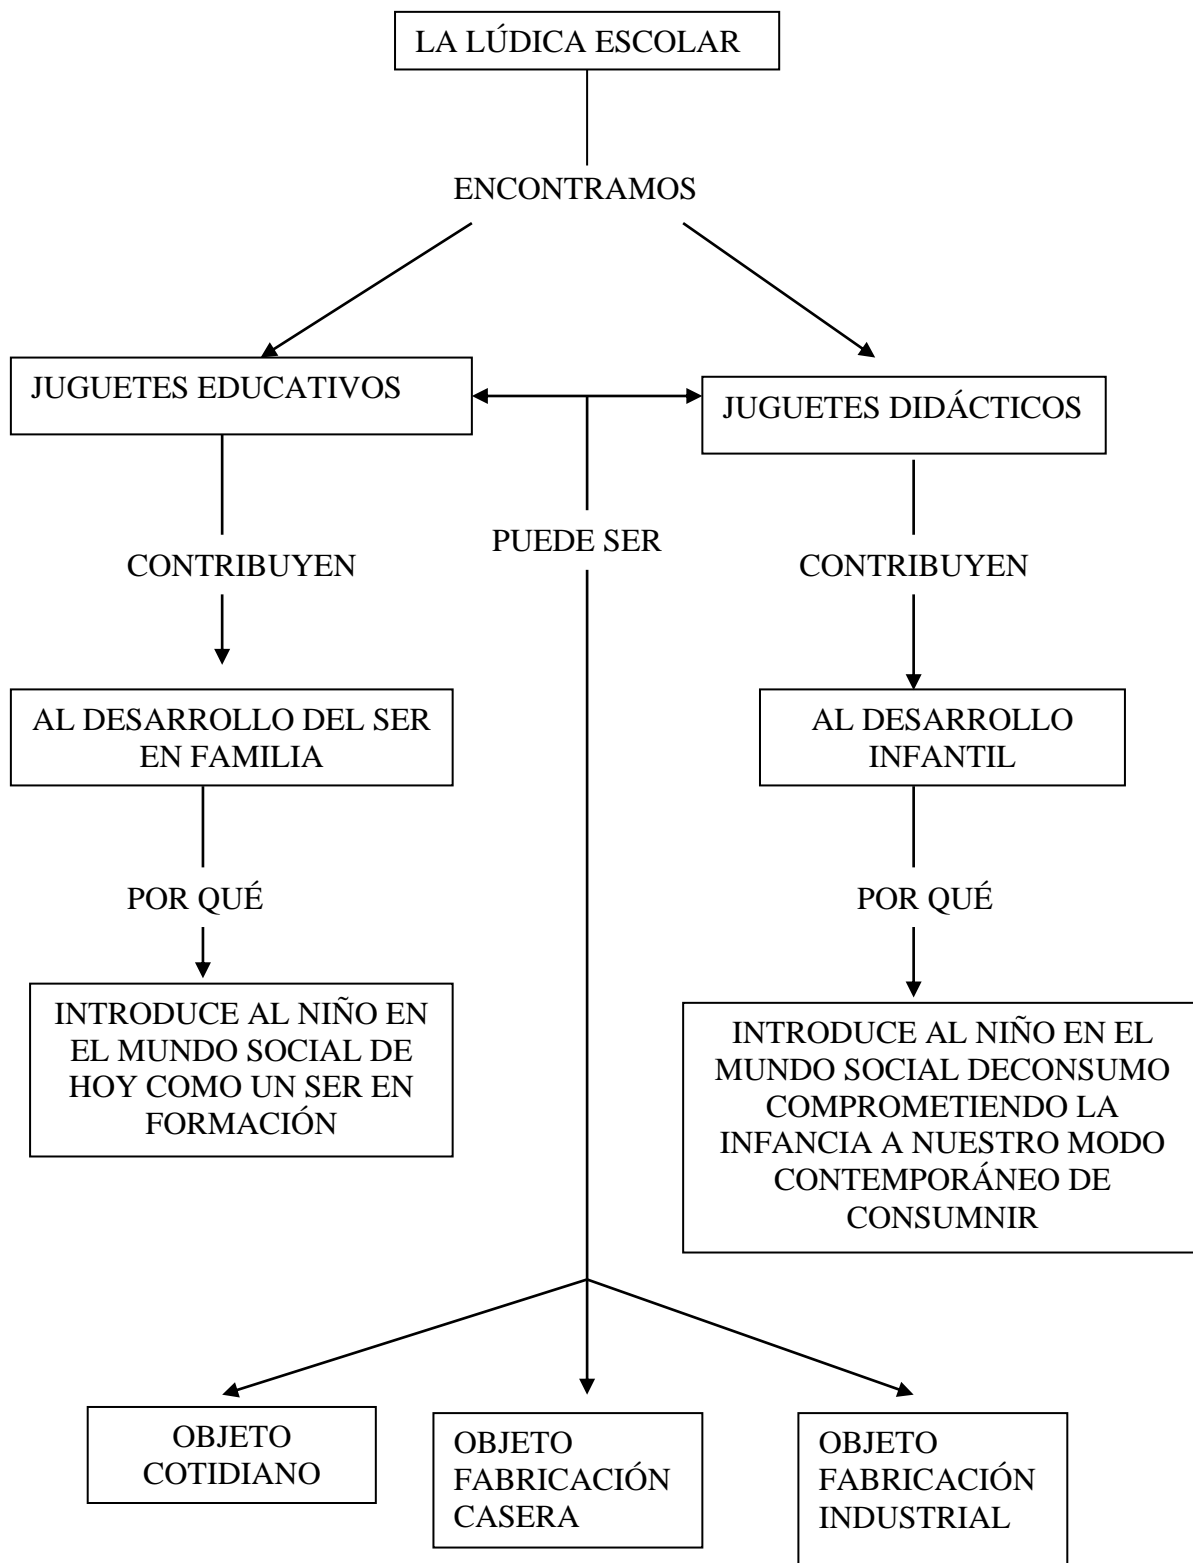 LA LÚDICA ESCOLAR
ENCONTRAMOS
JUGUETES EDUCATIVOS
JUGUETES DIDÁCTICOS
PUEDE SER
CONTRIBUYEN
CONTRIBUYEN
AL DESARROLLO DEL SER
EN FAMILIA
AL DESARROLLO
INFANTIL
POR QUÉ
POR QUÉ
INTRODUCE AL NIÑO EN
EL MUNDO SOCIAL DE
HOY COMO UN SER EN
FORMACIÓN
INTRODUCE AL NIÑO EN EL
MUNDO SOCIAL DECONSUMO
COMPROMETIENDO LA
INFANCIA A NUESTRO MODO
CONTEMPORÁNEO DE
CONSUMNIR
OBJETO
COTIDIANO
OBJETO
FABRICACIÓN
CASERA
OBJETO
FABRICACIÓN
INDUSTRIAL